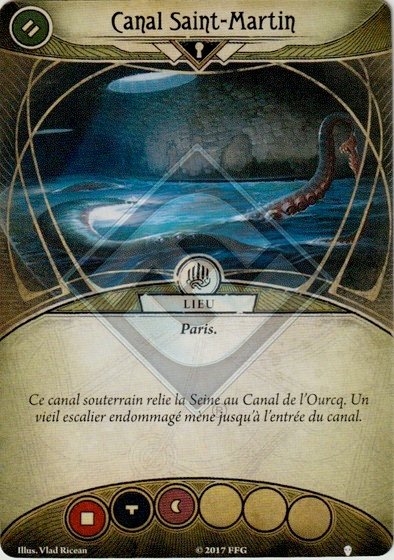 Canal Saint-Martin
LIEU
Paris.
Ce canal souterrain relie la Seine au Canal de l'Ourcq. Un
vieil escalier endommagé mène jusqu'à l'entrée du canal.
Illus. Vlad Ricean
© 2017 FFG
®